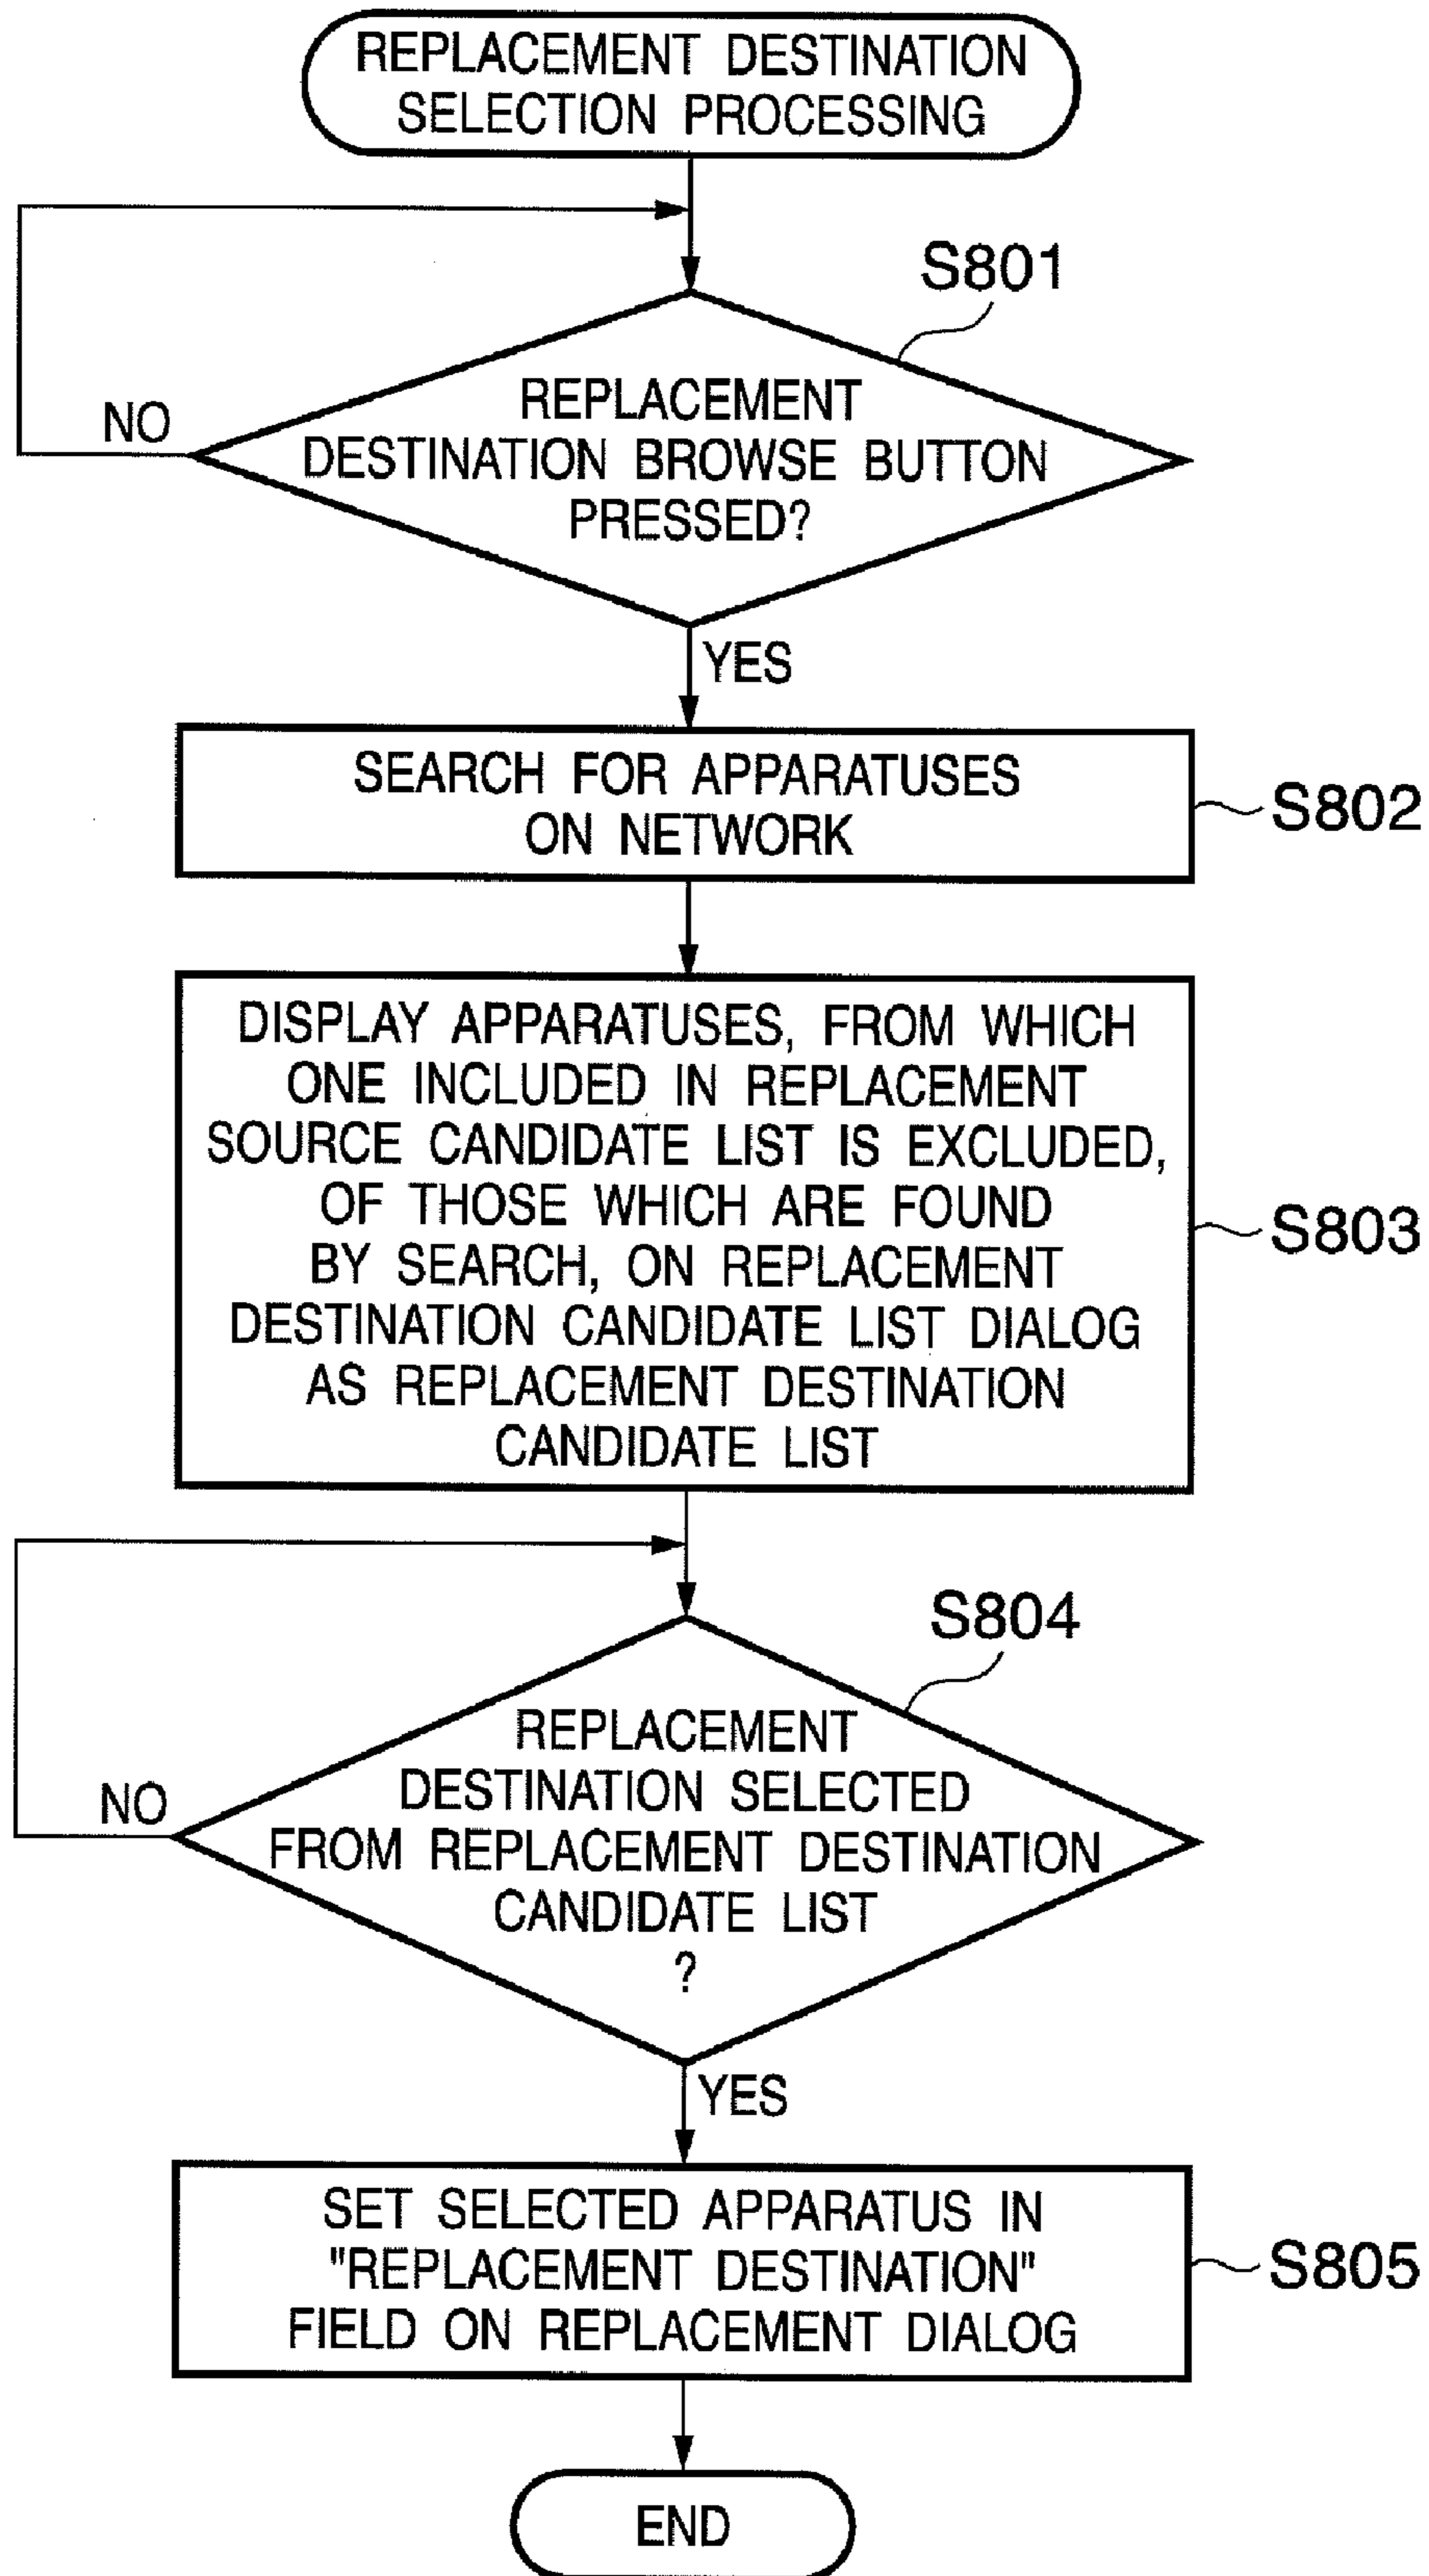 REPLACEMENT DESTINATION
SELECTION PROCESSING
S801
NO
REPLACEMENT
DESTINATION BROWSE BUTTON
PRESSED?
YES
SEARCH FOR APPARATUSES
ON NETWORK
S802
DISPLAY APPARATUSES, FROM WHICH
ONE INCLUDED IN REPLACEMENT
SOURCE CANDIDATE LIST IS EXCLUDED,
OF THOSE WHICH ARE FOUND
BY SEARCH, ON REPLACEMENT
DESTINATION CANDIDATE LIST DIALOG
AS REPLACEMENT DESTINATION
CANDIDATE LIST
S803
S804
NO
REPLACEMENT
DESTINATION SELECTED
FROM REPLACEMENT DESTINATION
CANDIDATE LIST
?
YES
SET SELECTED APPARATUS IN
"REPLACEMENT DESTINATION"
FIELD ON REPLACEMENT DIALOG
S805
END